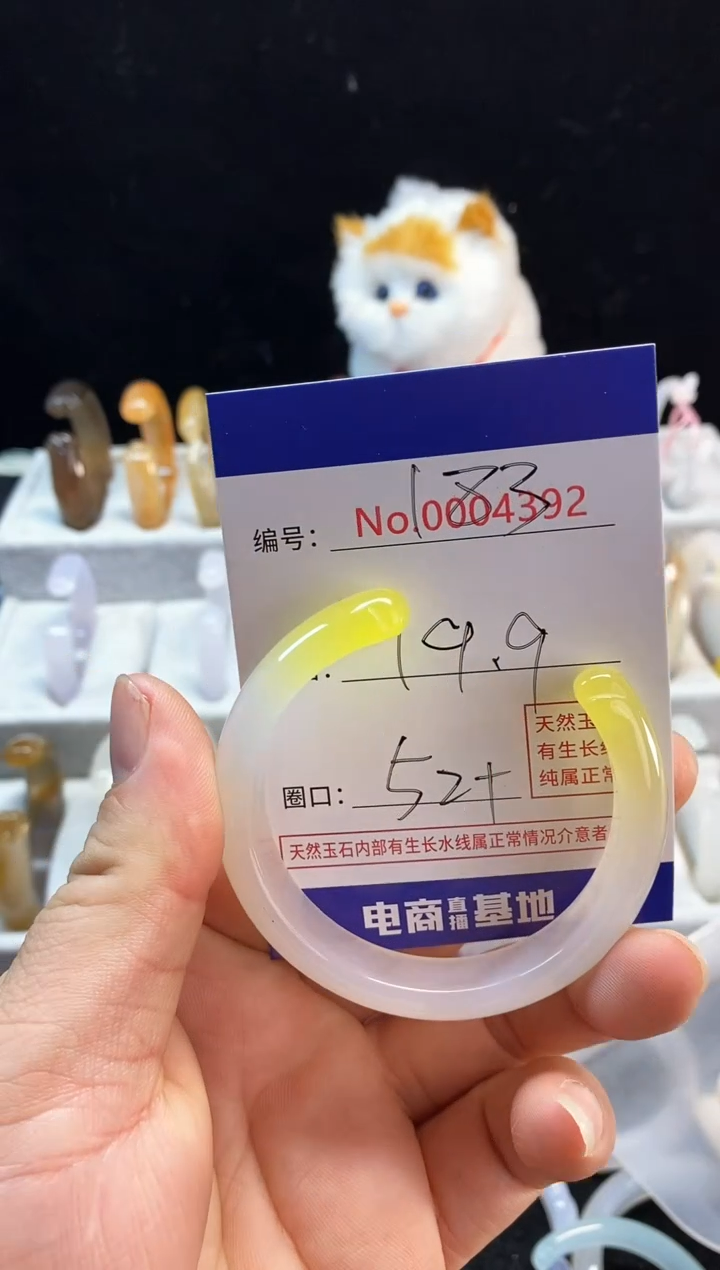 183
编号: No.0004392
19.9
天然玉
有生长
纯属正常
圈口: 52+
天然玉石内部有生长水线属正常情况介意者
电商直播基地